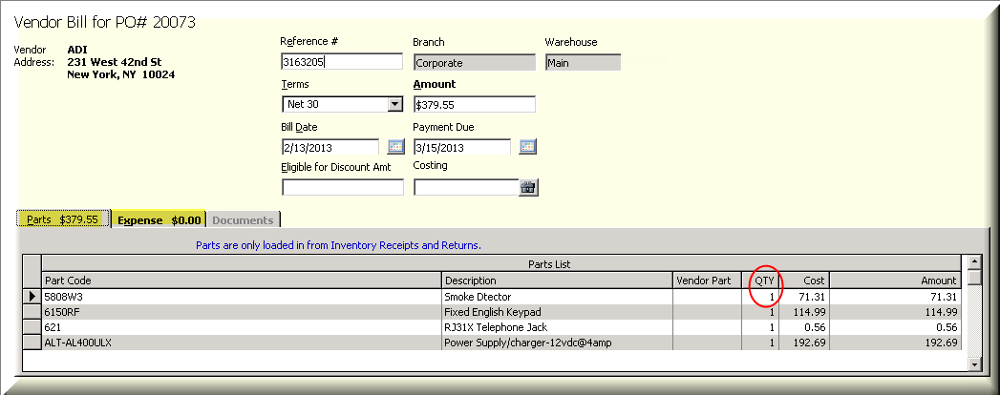 Vendor Bill for PO# 20073
Vendor ADI
Address: 231 West 42nd St
New York, NY 10024
Reference # Branch Warehouse
3163205 Corporate Main
Terms Amount
Net 30 $379.55
Bill Date Payment Due
2/13/2013 3/15/2013
Eligible for Discount Amt Costing
Parts $379.55 Expense $0.00 Documents
Parts are only loaded in from Inventory Receipts and Returns.
Parts List
Part Code Description Vendor Part QTY Cost Amount
5808W3 Smoke Dtector 1 71.31 71.31
6150RF Fixed English Keypad 1 114.99 114.99
621 RJ31X Telephone Jack 1 0.56 0.56
ALT-AL400ULX Power Supply/charger-12vdc@4amp 1 192.69 192.69